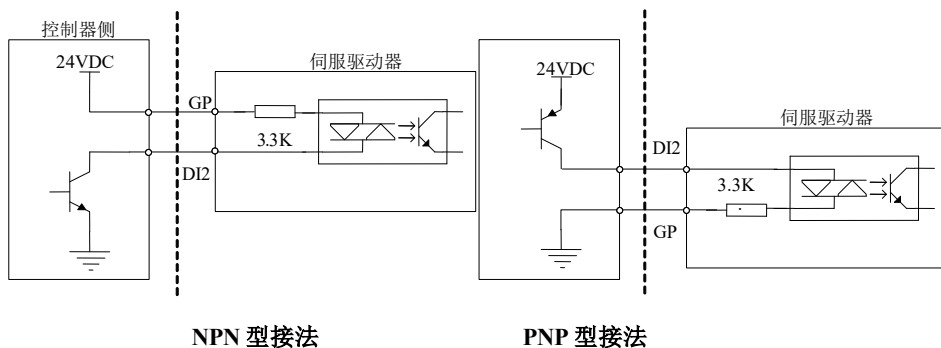 控制器侧
24VDC
GP
DI2
伺服驱动器
3.3K
24VDC
DI2
GP
伺服驱动器
3.3K
NPN 型接法
PNP 型接法